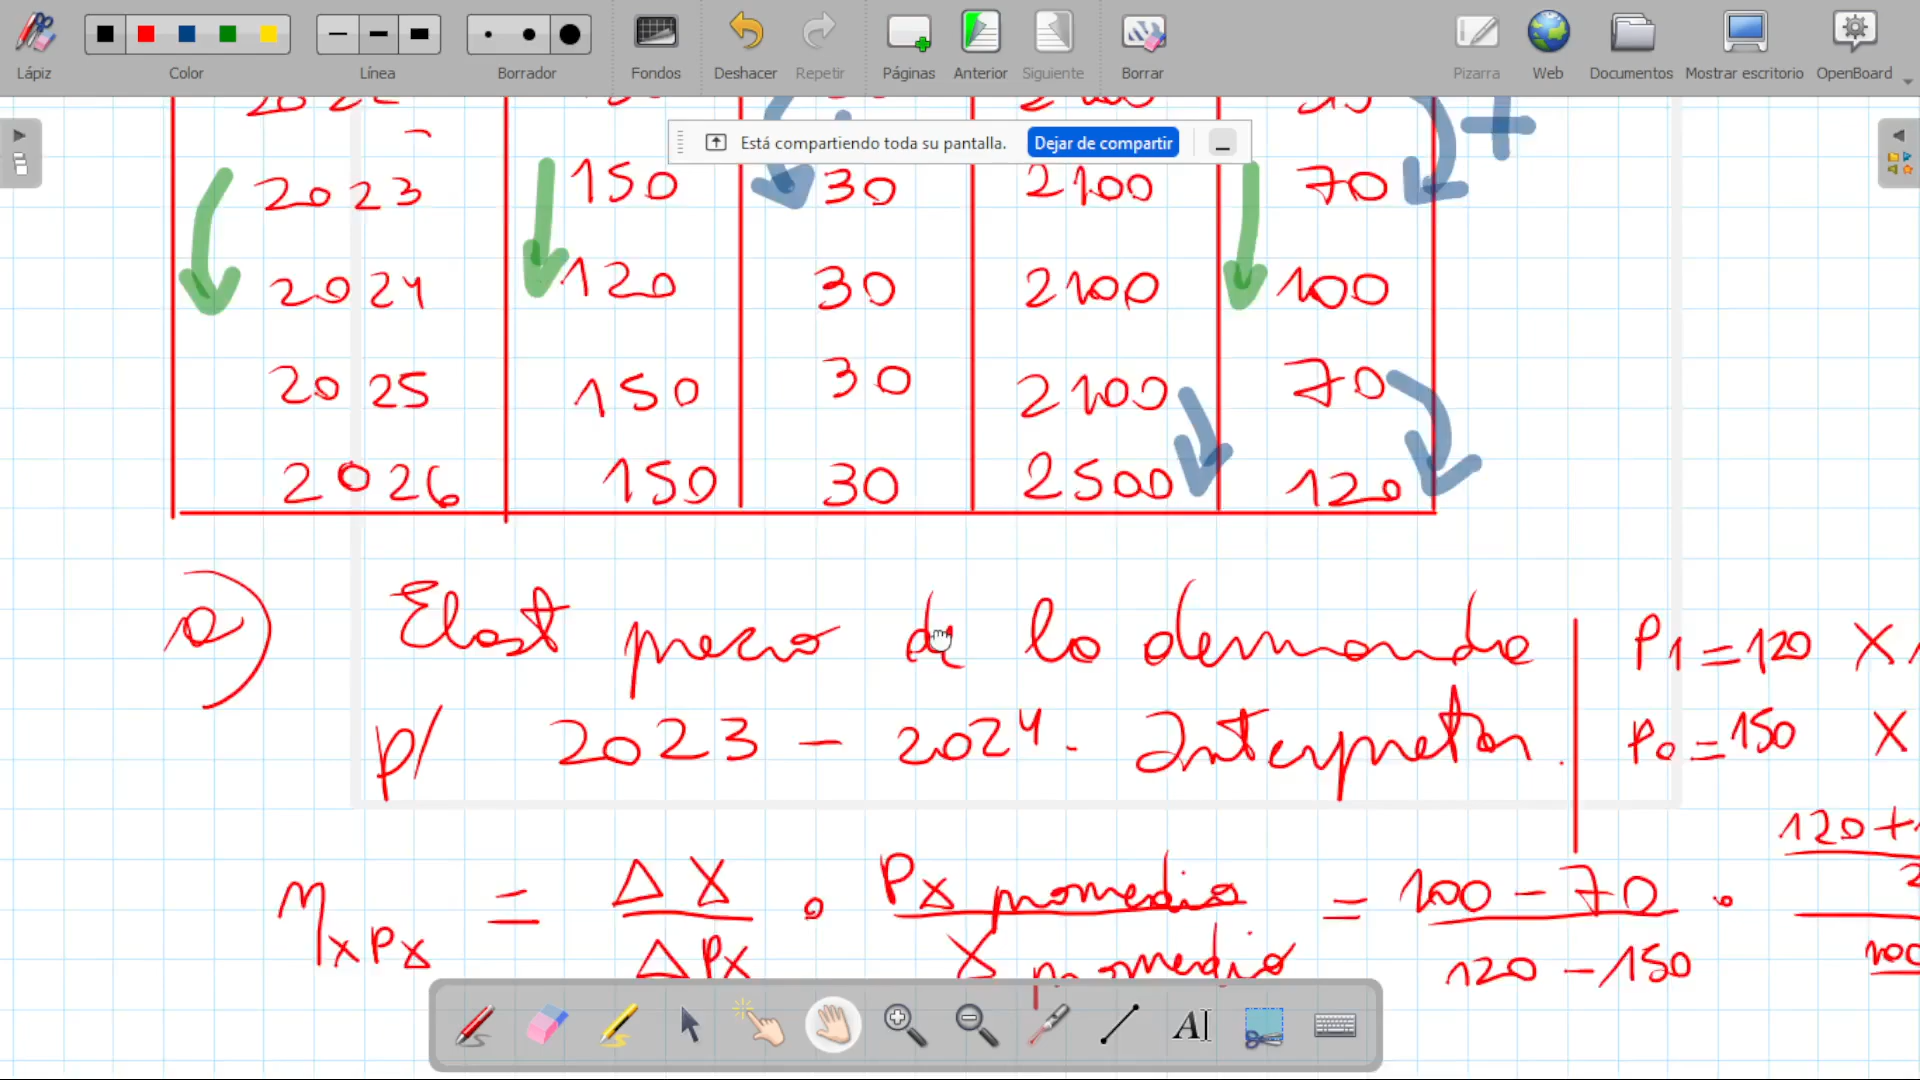 Lápiz Color Línea Borrador Fondos Deshacer Repetir Páginas Anterior Siguiente Borrar Pizarra Web Documentos Mostrar escritorio OpenBoard
Está compartiendo toda su pantalla. Dejar de compartir
2023 150 30 2100 70
2024 120 30 2100 100
2025 150 30 2100 70
2026 150 30 2500 120
a) Elast precio de la demanda
p/ 2023 - 2024. Interpretar.
P1 = 120 X1
P0 = 150 X
ηXPX = ΔX / ΔPX · PX promedio / X promedio = 100 - 70 / 120 - 150 ·
120 +
100